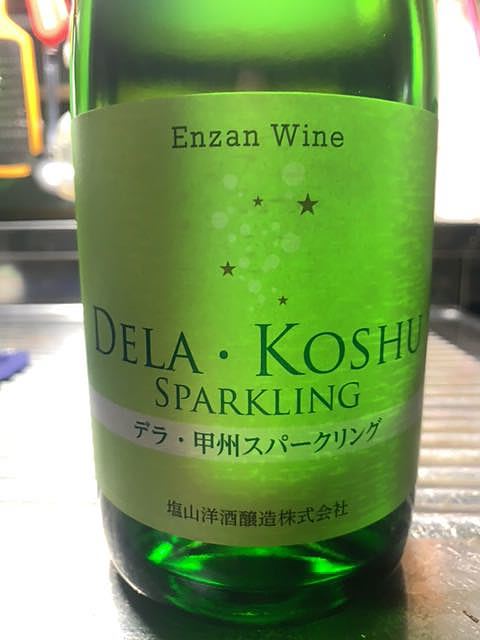 Enzan Wine
DELA・KOSHU
SPARKLING
デラ・甲州スパークリング
塩山洋酒醸造株式会社